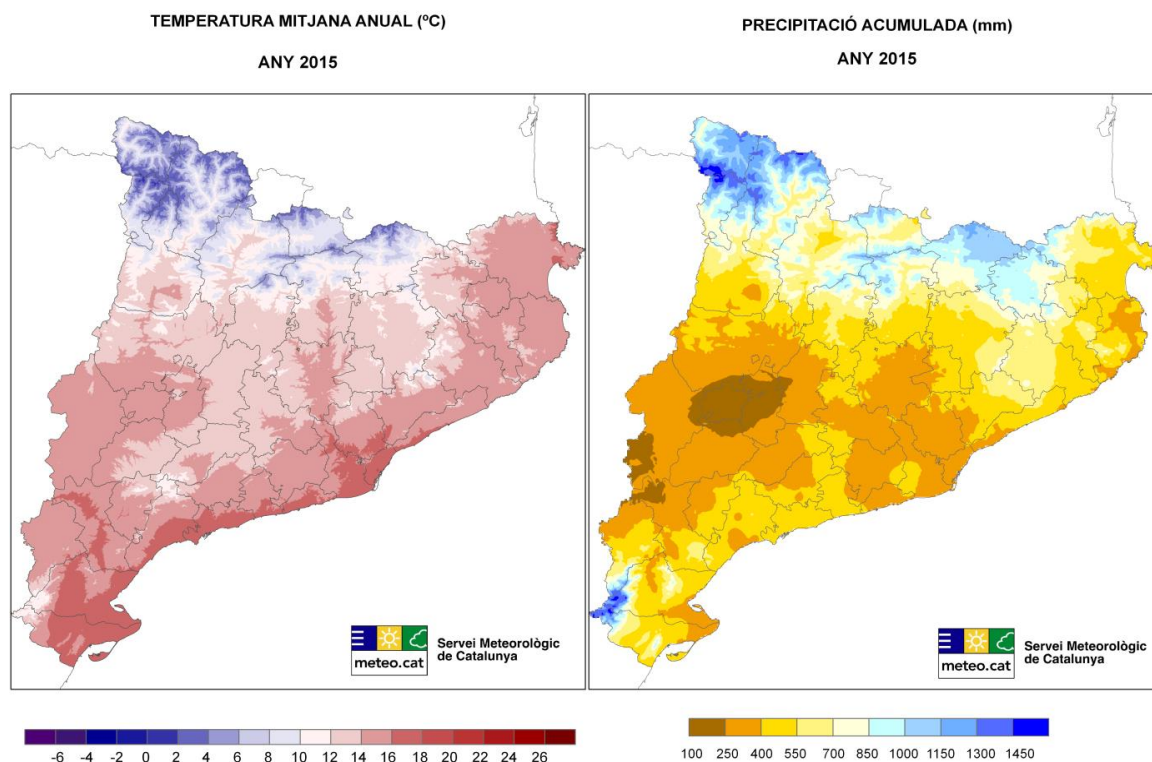 TEMPERATURA MITJANA ANUAL (ºC)
ANY 2015
PRECIPITACIÓ ACUMULADA (mm)
ANY 2015
meteo.cat
Servei Meteorològic
de Catalunya
meteo.cat
Servei Meteorològic
de Catalunya
-6 -4 -2 0 2 4 6 8 10 12 14 16 18 20 22 24 26
100 250 400 550 700 850 1000 1150 1300 1450